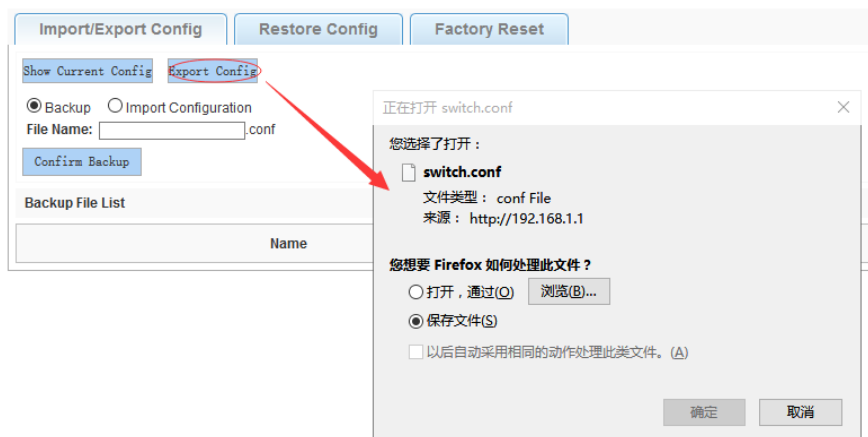 Import/Export Config Restore Config Factory Reset
Show Current Config Export Config
Backup Import Configuration
File Name: .conf
Confirm Backup
Backup File List
Name
正在打开 switch.conf
您选择了打开：
switch.conf
文件类型： conf File
来源： http://192.168.1.1
您想要 Firefox 如何处理此文件？
打开，通过(O) 浏览(B)...
保存文件(S)
以后自动采用相同的动作处理此类文件。(A)
确定 取消